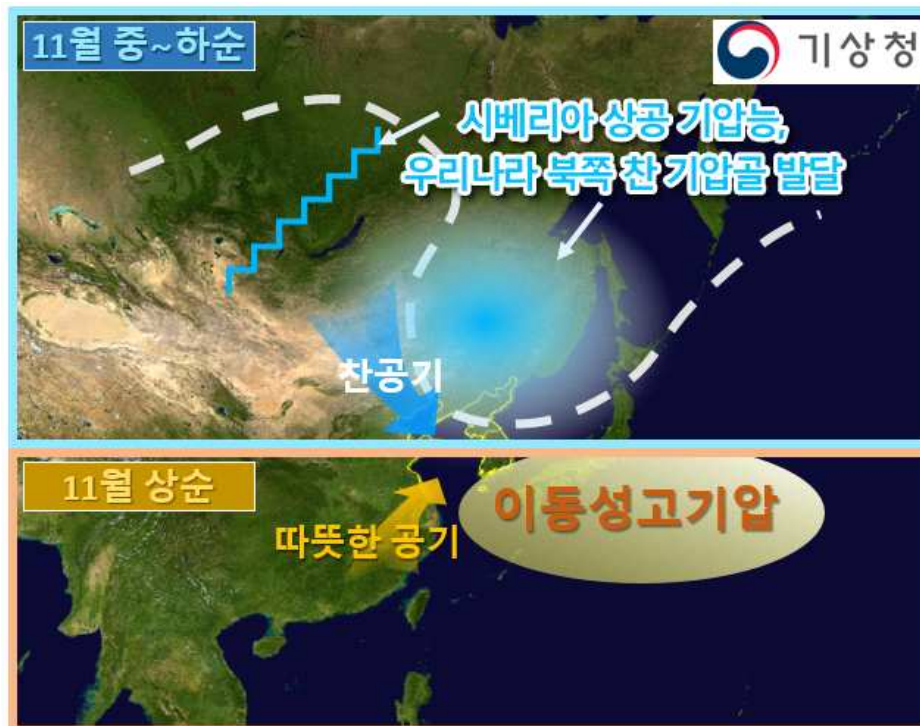 11월 중~하순
기상청
시베리아 상공 기압능,
우리나라 북쪽 찬 기압골 발달
찬공기
11월 상순
이동성고기압
따뜻한 공기